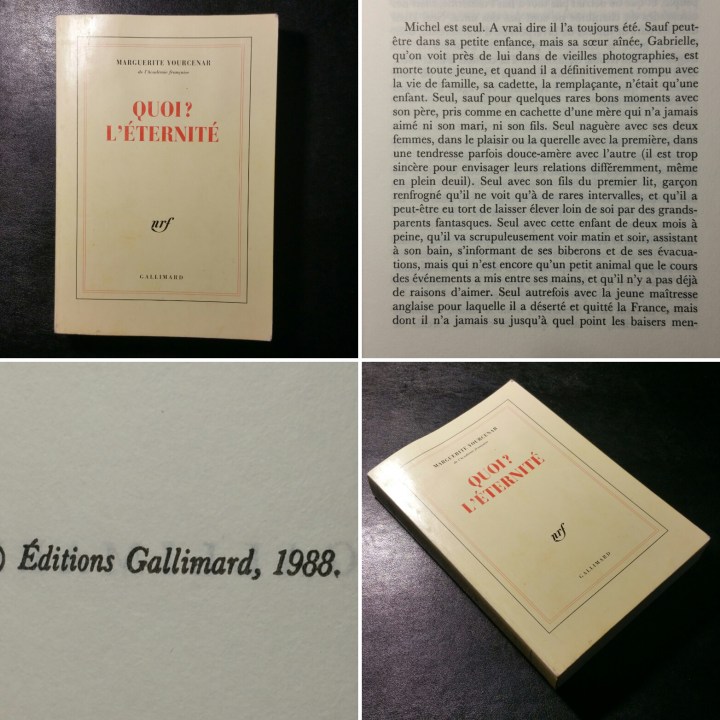 MARGUERITE YOURCENAR
de l'Académie française
QUOI ?
L'ÉTERNITÉ
nrf
GALLIMARD
Michel est seul. A vrai dire il l'a toujours été. Sauf peut-
être dans sa petite enfance, mais sa sœur aînée, Gabrielle,
qu'on voit près de lui dans de vieilles photographies, est
morte toute jeune, et quand il a définitivement rompu avec
la vie de famille, sa cadette, la remplaçante, n'était qu'une
enfant. Seul, sauf pour quelques rares bons moments avec
son père, pris comme en cachette d'une mère qui n'a jamais
aimé ni son mari, ni son fils. Seul naguère avec ses deux
femmes, dans le plaisir ou la querelle avec la première, dans
une tendresse parfois douce-amère avec l'autre (il est trop
sincère pour envisager leurs relations différemment, même
en plein deuil). Seul avec son fils du premier lit, garçon
renfrogné qu'il ne voit qu'à de rares intervalles, et qu'il a
peut-être eu tort de laisser élever loin de soi par des grands-
parents fantasques. Seul avec cette enfant de deux mois à
peine, qu'il va scrupuleusement voir matin et soir, assistant
à son bain, s'informant de ses biberons et de ses évacua-
tions, mais qui n'est encore qu'un petit animal que le cours
des événements a mis entre ses mains, et qu'il n'y a pas déjà
de raisons d'aimer. Seul autrefois avec la jeune maîtresse
anglaise pour laquelle il a déserté et quitté la France, mais
dont il n'a jamais su jusqu'à quel point les baisers men-
) Éditions Gallimard, 1988.
MARGUERITE YOURCENAR
de l'Académie française
QUOI ?
L'ÉTERNITÉ
nrf
GALLIMARD